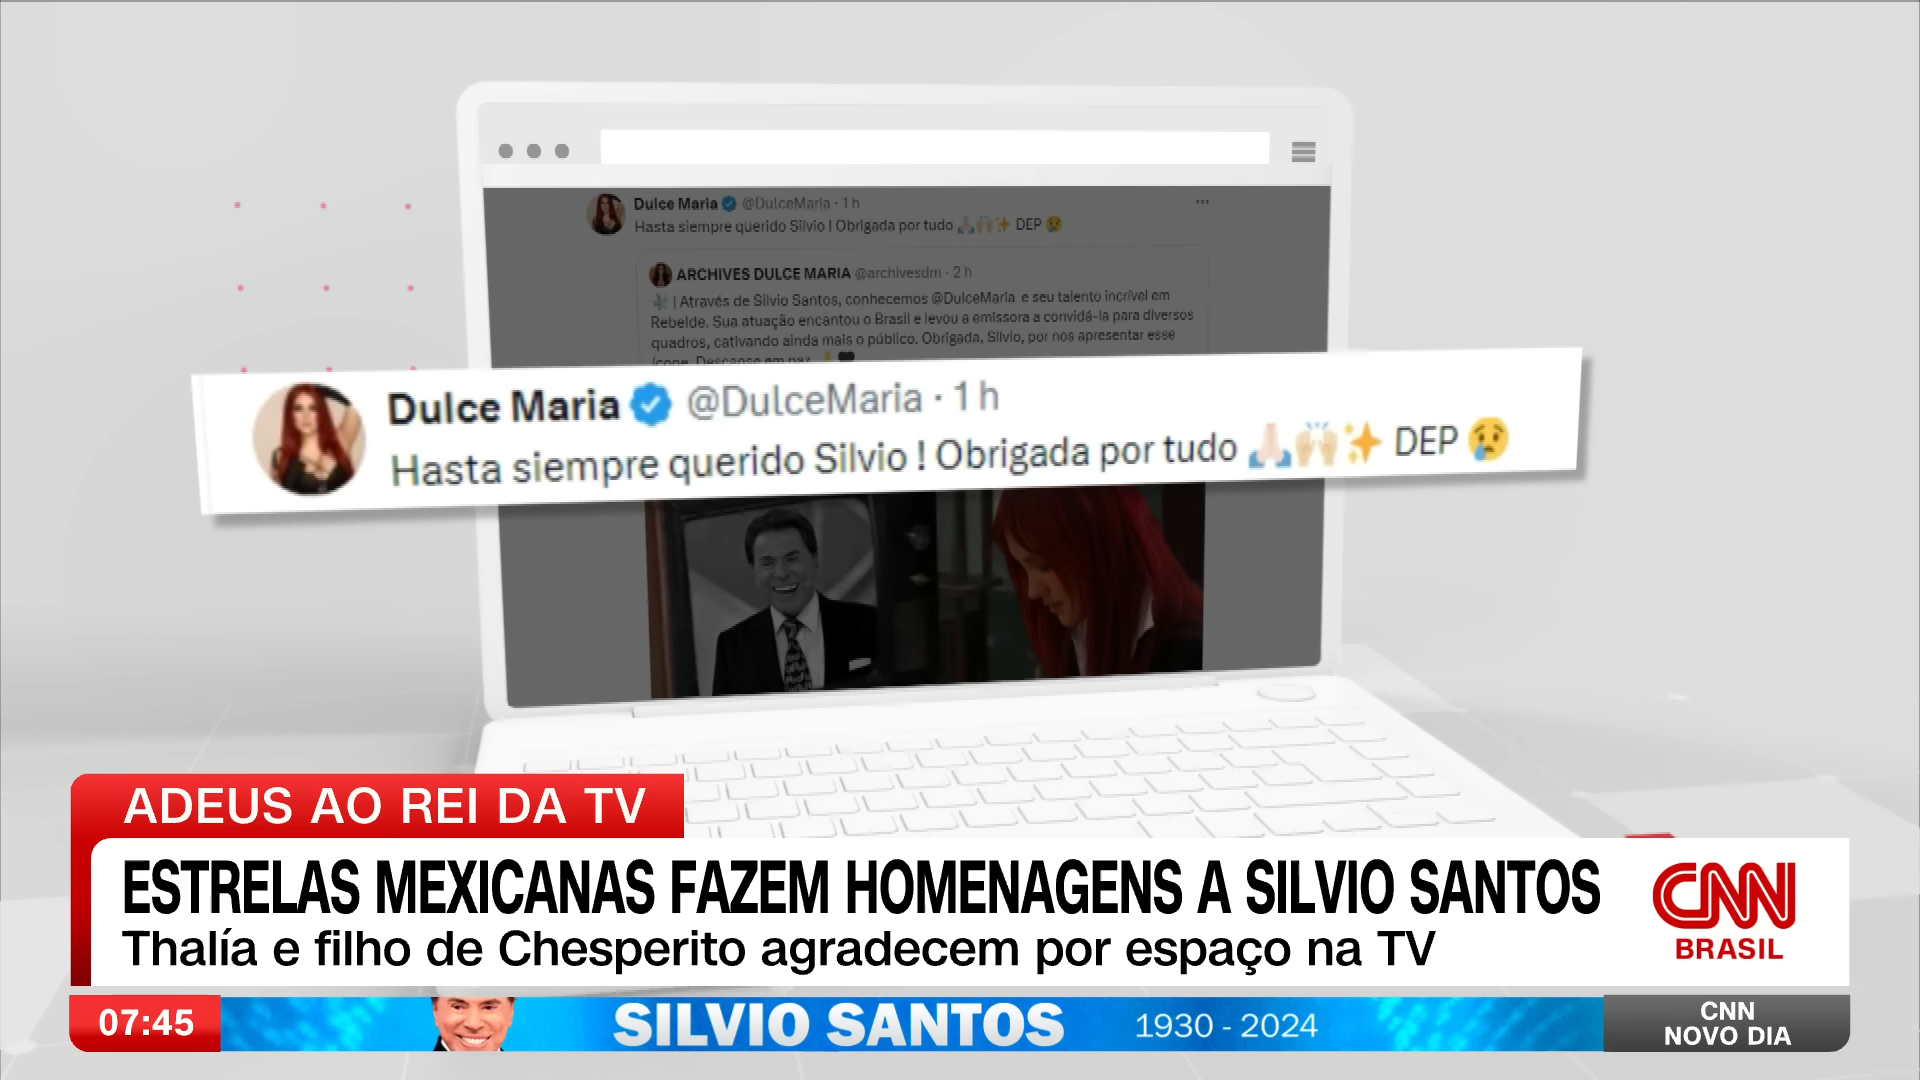 Dulce Maria @DulceMaria · 1 h
Hasta siempre querido Silvio ! Obrigada por tudo 🙏🏻🙌🏻✨ DEP 😢
ARCHIVES DULCE MARIA @archivesdm · 2 h
| Através de Silvio Santos, conhecemos @DulceMaria e seu talento incrível em
Rebelde. Sua atuação encantou o Brasil e levou a emissora a convidá-la para diversos
quadros, cativando ainda mais o público. Obrigada, Silvio, por nos apresentar esse
ícone. Descanse em paz.
Dulce Maria @DulceMaria · 1 h
Hasta siempre querido Silvio ! Obrigada por tudo 🙏🏻🙌🏻✨ DEP 😢
ADEUS AO REI DA TV
ESTRELAS MEXICANAS FAZEM HOMENAGENS A SILVIO SANTOS
Thalía e filho de Chesperito agradecem por espaço na TV
CNN
BRASIL
07:45
SILVIO SANTOS
1930 - 2024
CNN
NOVO DIA